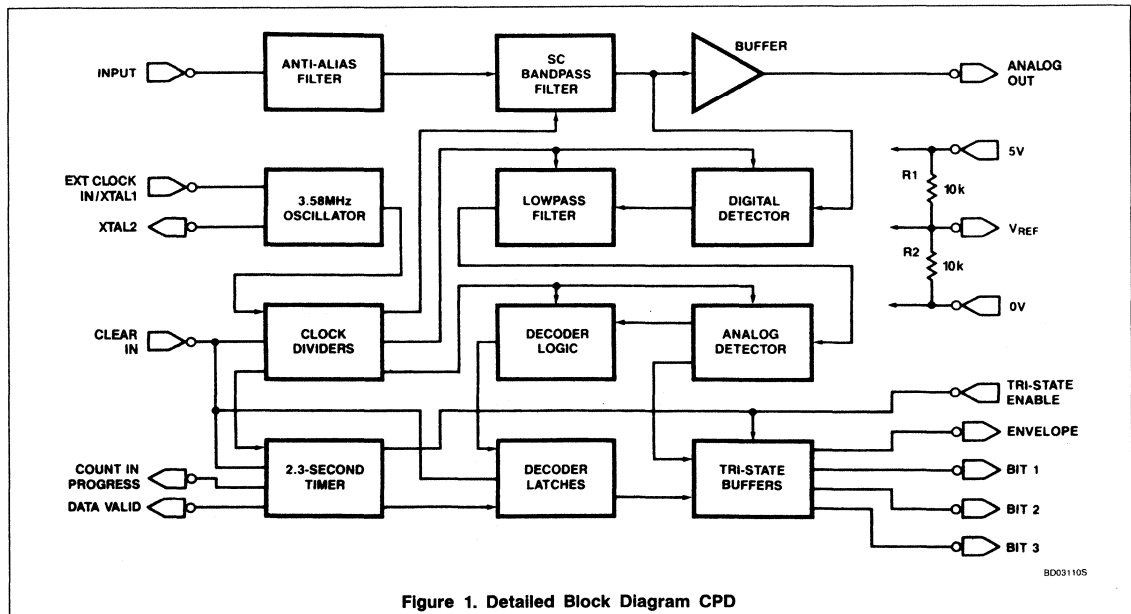 INPUT
ANTI-ALIAS
FILTER
SC
BANDPASS
FILTER
BUFFER
ANALOG
OUT
EXT CLOCK
IN/XTAL1
XTAL2
3.58MHz
OSCILLATOR
LOWPASS
FILTER
DIGITAL
DETECTOR
5V
R1
10k
VREF
R2
10k
0V
CLEAR
IN
CLOCK
DIVIDERS
DECODER
LOGIC
ANALOG
DETECTOR
TRI-STATE
ENABLE
COUNT IN
PROGRESS
DATA VALID
2.3-SECOND
TIMER
DECODER
LATCHES
TRI-STATE
BUFFERS
ENVELOPE
BIT 1
BIT 2
BIT 3
BD03110S
Figure 1. Detailed Block Diagram CPD